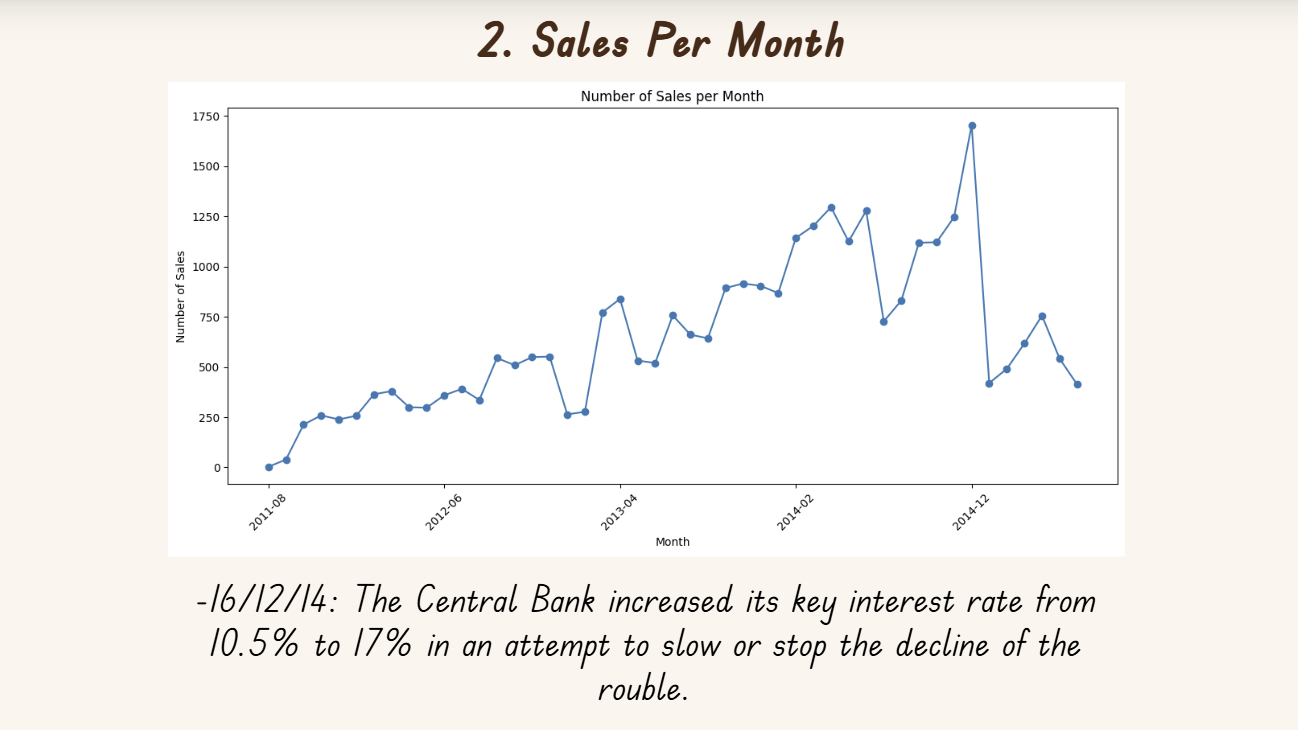 2. Sales Per Month
Number of Sales per Month
1750
1500
1250
1000
750
500
250
0
Number of Sales
2011-08
2012-06
2013-04
2014-02
2014-12
Month
-16/12/14: The Central Bank increased its key interest rate from
10.5% to 17% in an attempt to slow or stop the decline of the
rouble.